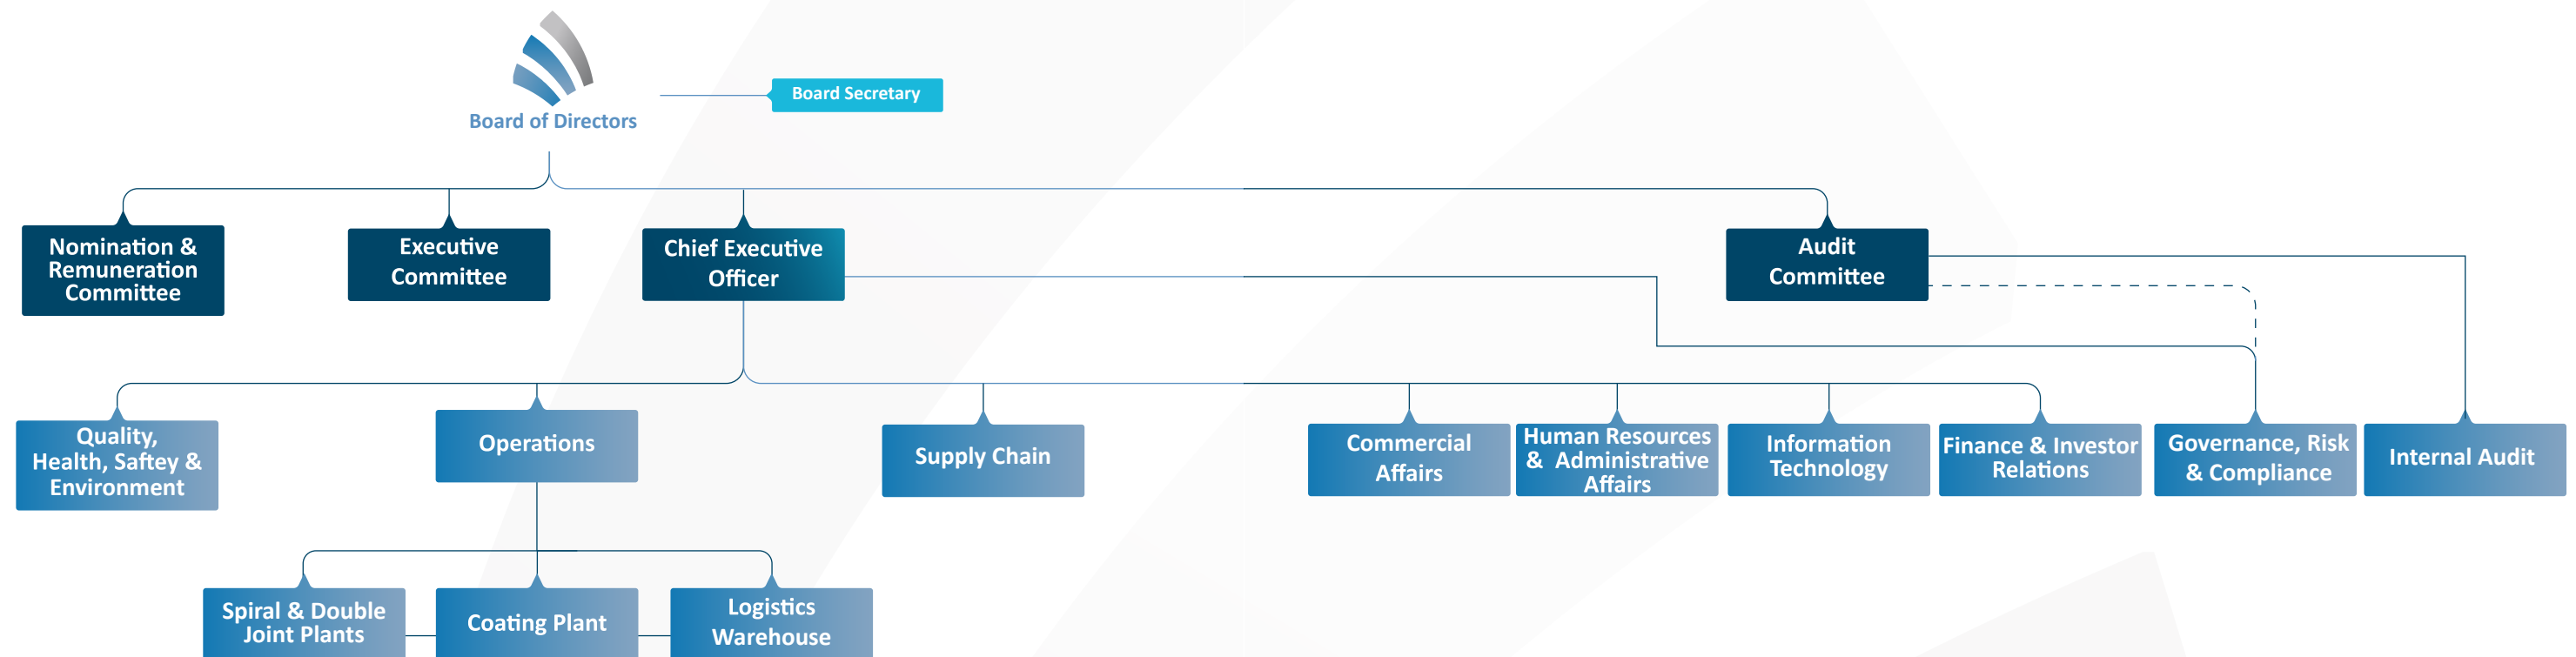 Board of Directors
Board Secretary
Nomination &
Remuneration
Committee
Executive
Committee
Chief Executive
Officer
Audit
Committee
Quality,
Health, Saftey &
Environment
Operations
Supply Chain
Commercial
Affairs
Human Resources
& Administrative
Affairs
Information
Technology
Finance & Investor
Relations
Governance, Risk
& Compliance
Internal Audit
Spiral & Double
Joint Plants
Coating Plant
Logistics
Warehouse